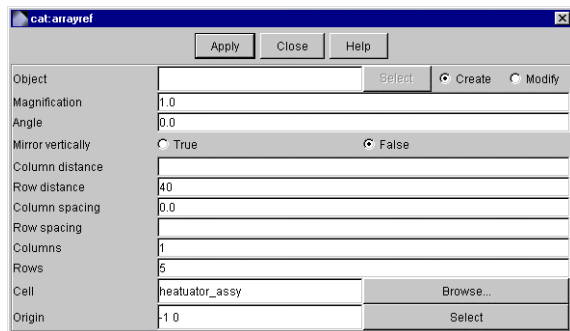 cat:arrayref
Apply Close Help
Object Select Create Modify
Magnification 1.0
Angle 0.0
Mirror vertically True False
Column distance
Row distance 40
Column spacing 0.0
Row spacing
Columns 1
Rows 5
Cell heatuator_assy Browse...
Origin -1 0 Select